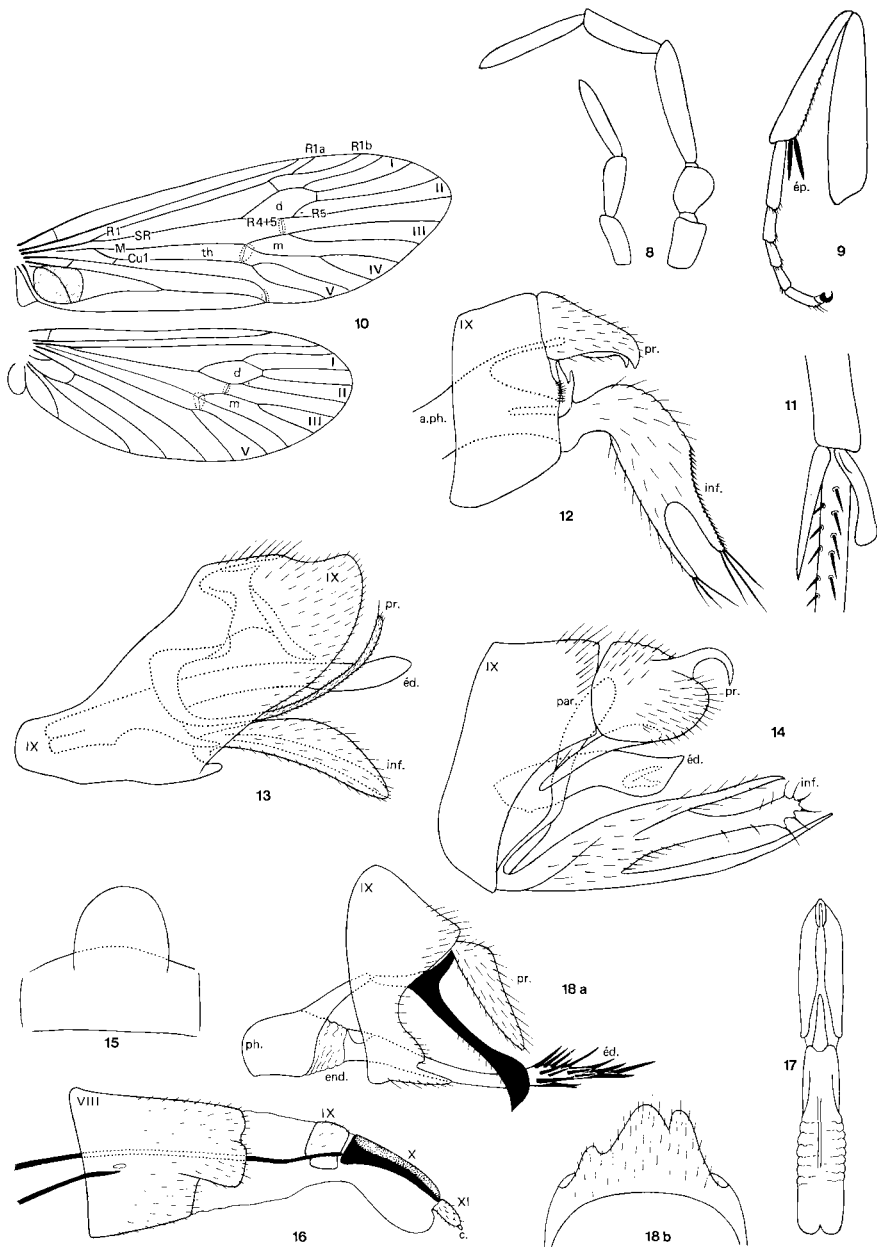 R1a R1b I
II
d
R1 SR R4+5 R5
III
M th m
Cu1 IV
V
10
8
ép.
9
d I
II
m III
V
IX
pr.
a.ph.
inf.
12
11
IX
pr.
éd.
IX
inf.
13
IX
par.
pr.
14
éd.
inf.
15
IX
18 a
pr.
ph.
éd.
end.
17
VIII
IX
X
XI
c.
16
18 b